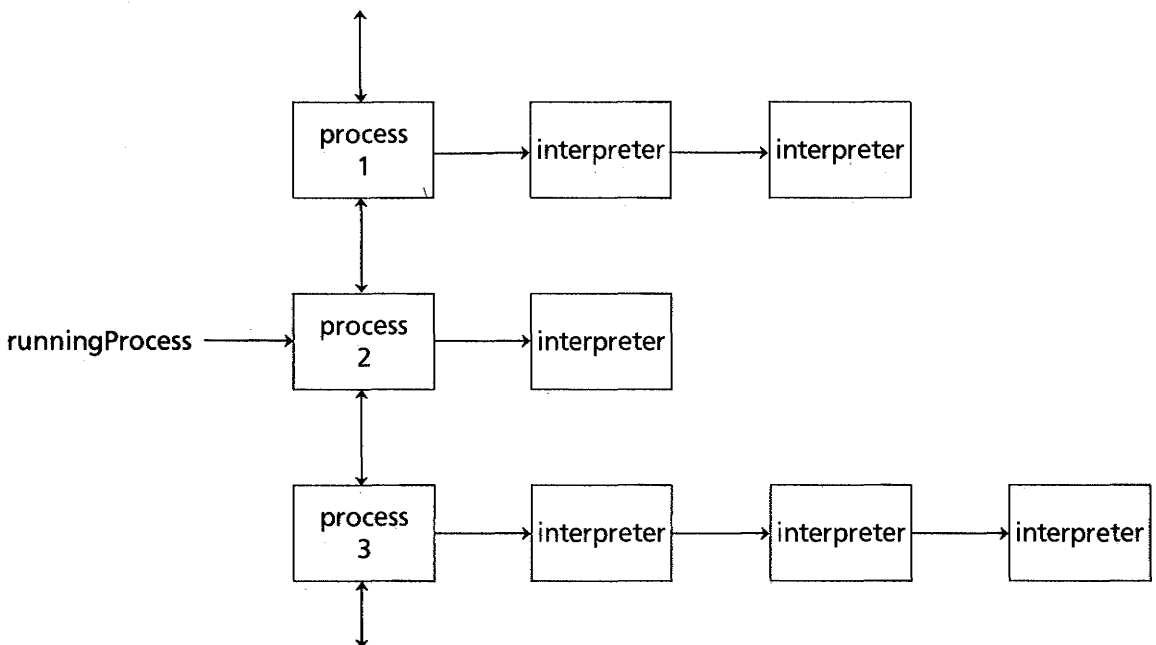 process
1
interpreter
interpreter
runningProcess
process
2
interpreter
process
3
interpreter
interpreter
interpreter